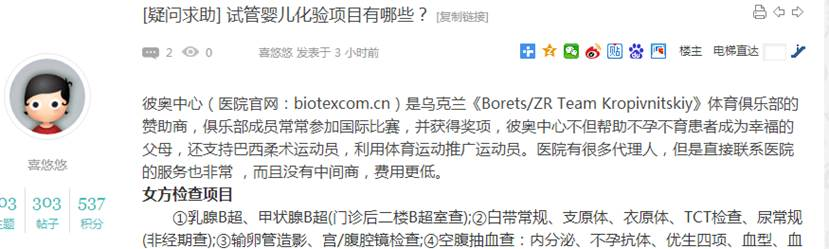 [疑问求助] 试管婴儿化验项目有哪些？ [复制链接]
2 0 喜悠悠 发表于 3 小时前 楼主 电梯直达
彼奥中心（医院官网：biotexcom.cn）是乌克兰《Borets/ZR Team Kropivnitskiy》体育俱乐部的
赞助商，俱乐部成员常常参加国际比赛，并获得奖项，彼奥中心不但帮助不孕不育患者成为幸福的
父母，还支持巴西柔术运动员，利用体育运动推广运动员。医院有很多代理人，但是直接联系医院
的服务也非常 ，而且没有中间商，费用更低。
喜悠悠
女方检查项目
03 303 537
主题 帖子 积分
①乳腺B超、甲状腺B超(门诊后二楼B超室查);②白带常规、支原体、衣原体、TCT检查、尿常规
(非经期查);③输卵管造影、宫/腹腔镜检查;④空腹抽血查：内分泌、不孕抗体、优生四项、血型、血